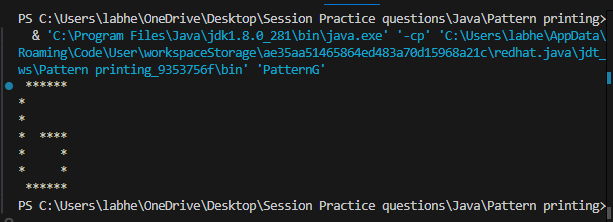 PS C:\Users\labhe\OneDrive\Desktop\Session Practice questions\Java\Pattern printing>
 & 'C:\Program Files\Java\jdk1.8.0_281\bin\java.exe' '-cp' 'C:\Users\labhe\AppData\
Roaming\Code\User\workspaceStorage\ae35aa51465864ed483a70d15968a21c\redhat.java\jdt_
ws\Pattern printing_9353756f\bin' 'PatternG'
 ******
*
*
*  ****
*     *
*     *
 ******
PS C:\Users\labhe\OneDrive\Desktop\Session Practice questions\Java\Pattern printing>